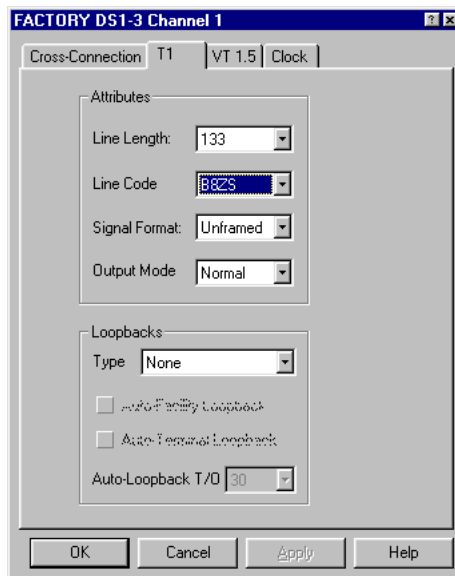 FACTORY DS1-3 Channel 1
Cross-Connection T1 VT 1.5 Clock
Attributes
Line Length: 133
Line Code B8ZS
Signal Format: Unframed
Output Mode Normal
Loopbacks
Type None
Auto-Facility Loopback
Auto-Terminal Loopback
Auto-Loopback T/O 30
OK Cancel Apply Help